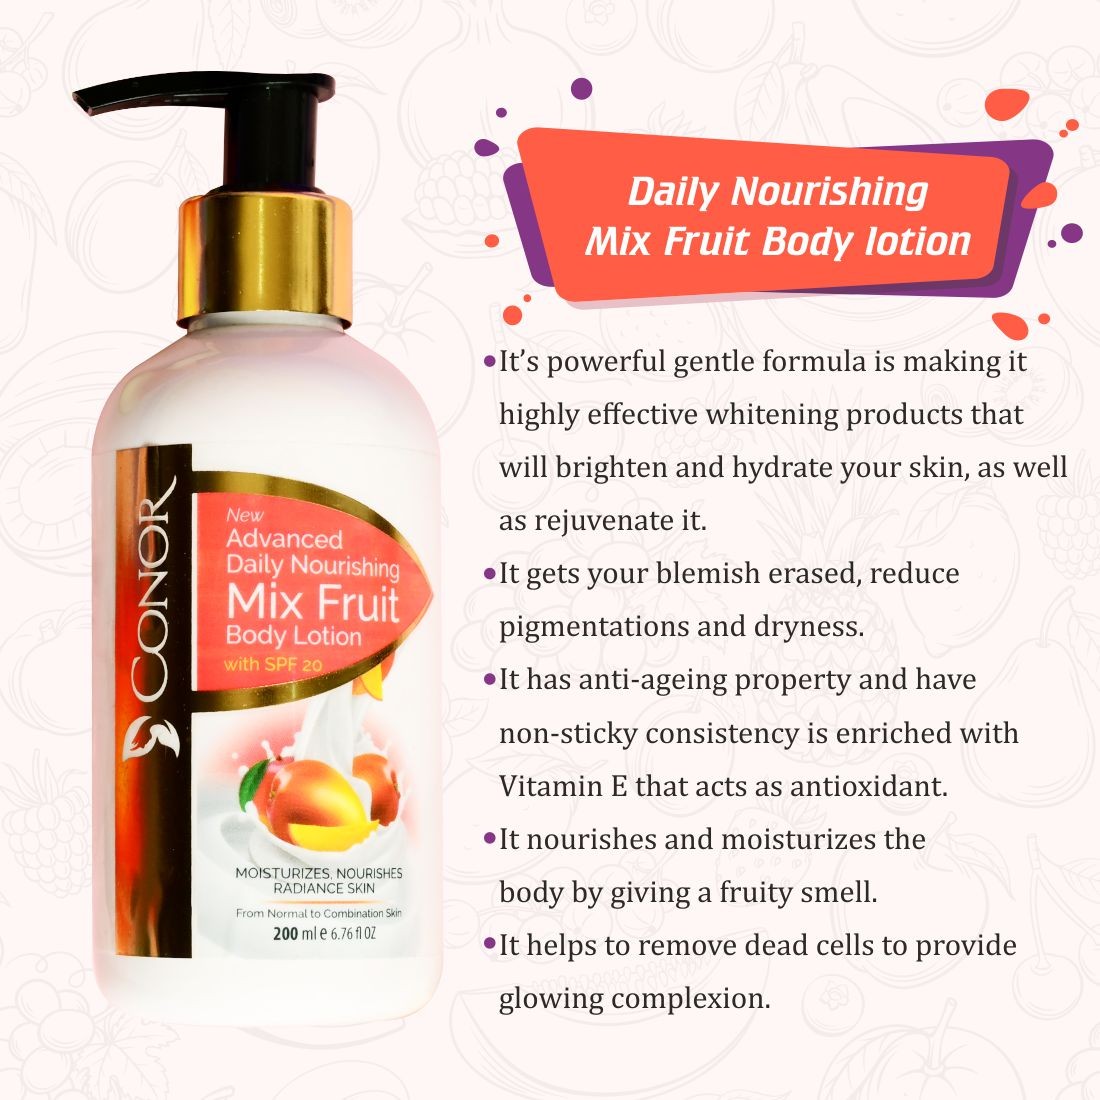 Daily Nourishing
Mix Fruit Body lotion
•It’s powerful gentle formula is making it
highly effective whitening products that
will brighten and hydrate your skin, as well
as rejuvenate it.
•It gets your blemish erased, reduce
pigmentations and dryness.
•It has anti-ageing property and have
non-sticky consistency is enriched with
Vitamin E that acts as antioxidant.
•It nourishes and moisturizes the
body by giving a fruity smell.
•It helps to remove dead cells to provide
glowing complexion.
CONOR
New
Advanced
Daily Nourishing
Mix Fruit
Body Lotion
with SPF 20
MOISTURIZES, NOURISHES
RADIANCE SKIN
From Normal to Combination Skin
200 ml e 6.76 fl OZ